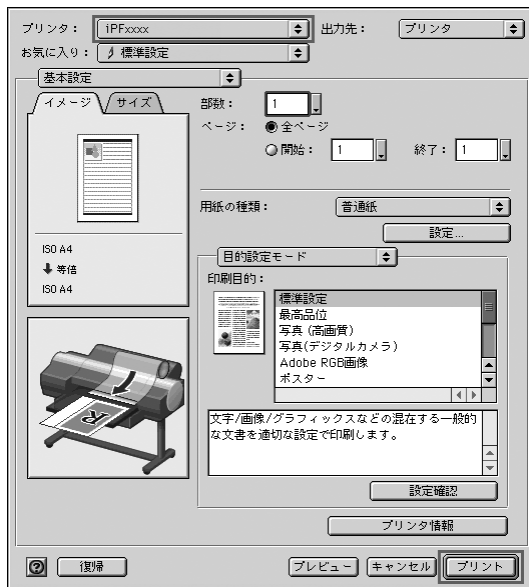 プリンタ： iPFxxxx 出力先： プリンタ
お気に入り： 標準設定
基本設定
イメージ サイズ
部数： 1
ページ： 全ページ
開始： 1 終了： 1
用紙の種類： 普通紙
設定...
ISO A4
等倍
ISO A4
目的設定モード
印刷目的：
標準設定
最高品位
写真 (高画質)
写真(デジタルカメラ)
Adobe RGB画像
ポスター
R
文字/画像/グラフィックスなどの混在する一般的
な文書を適切な設定で印刷します。
設定確認
プリンタ情報
? 復帰 プレビュー キャンセル プリント